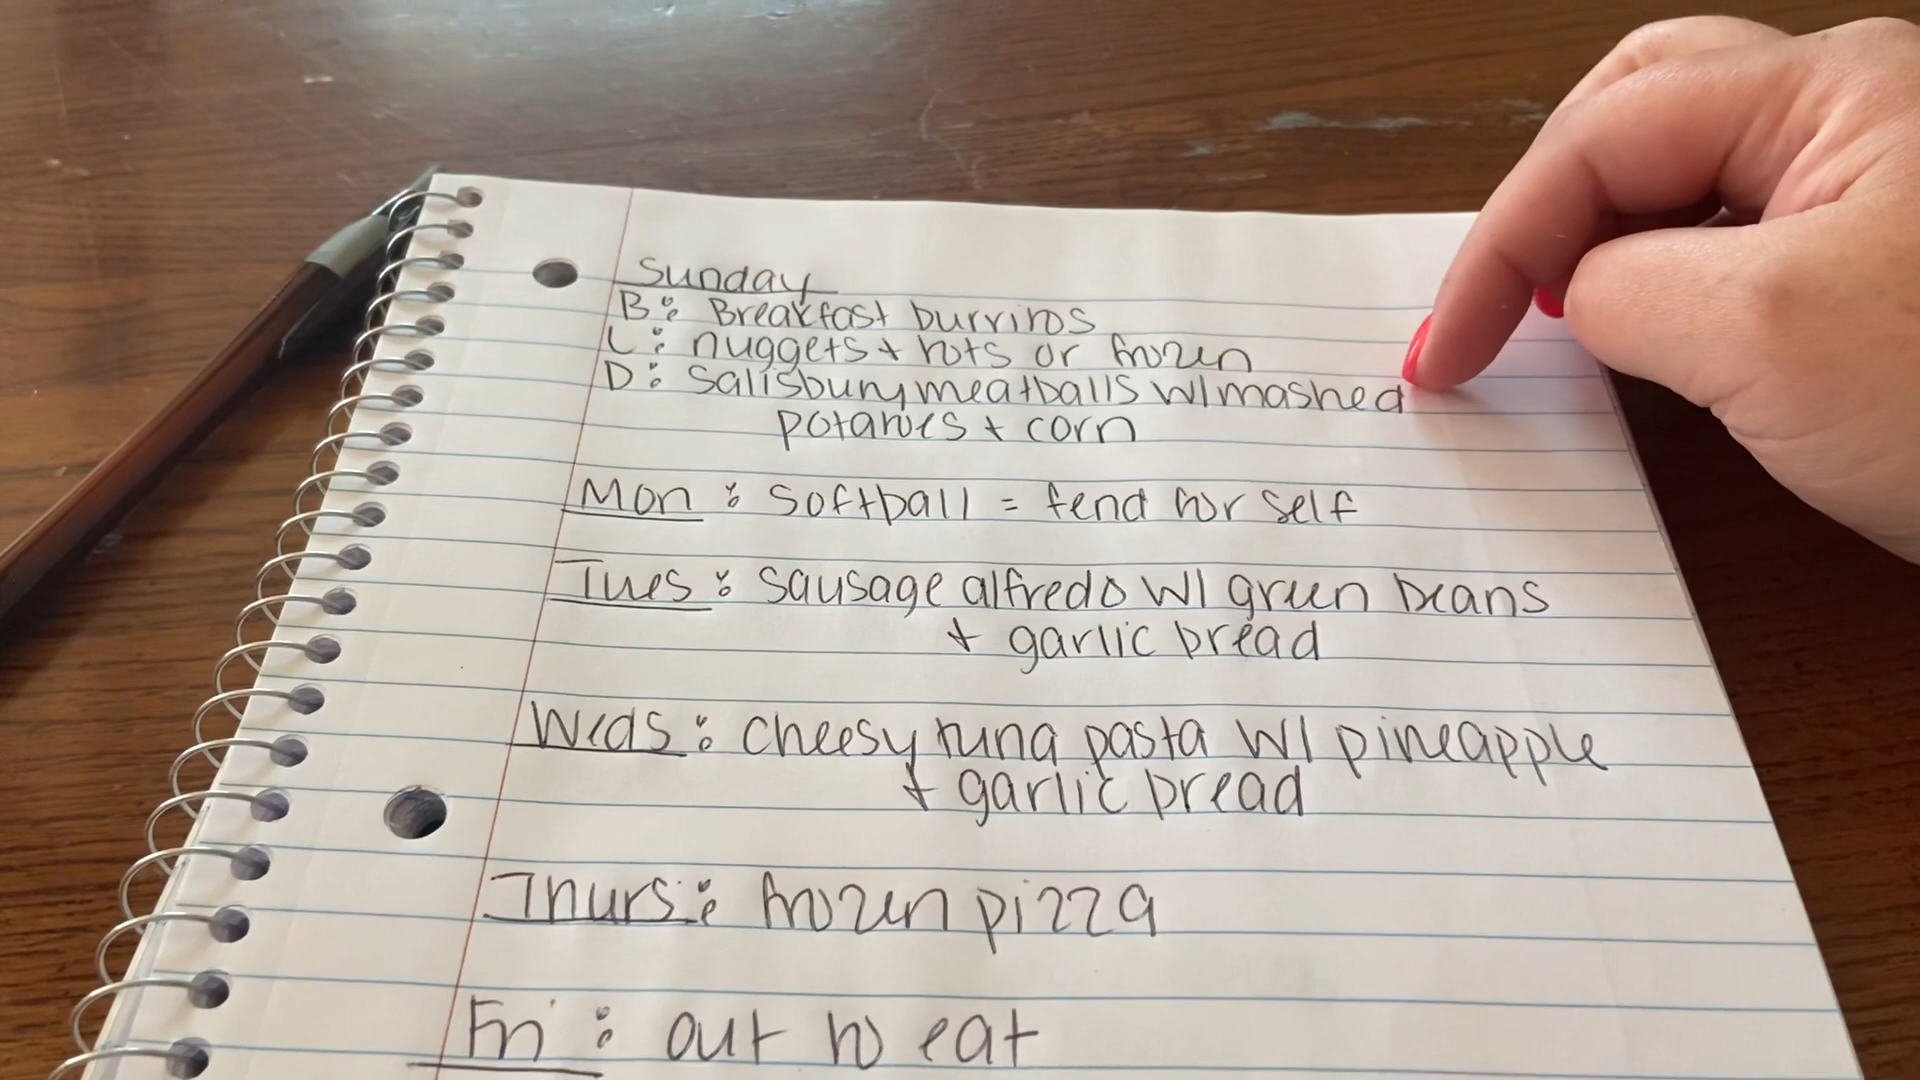 Sunday
B: Breakfast burritos
L: nuggets + tots or frozen
D: Salisbury meatballs w/ mashed
potatoes + corn
Mon: Softball = fend for self
Tues: Sausage alfredo w/ green beans
+ garlic bread
Weds: Cheesy tuna pasta w/ pineapple
+ garlic bread
Thurs: frozen pizza
Fri: out to eat